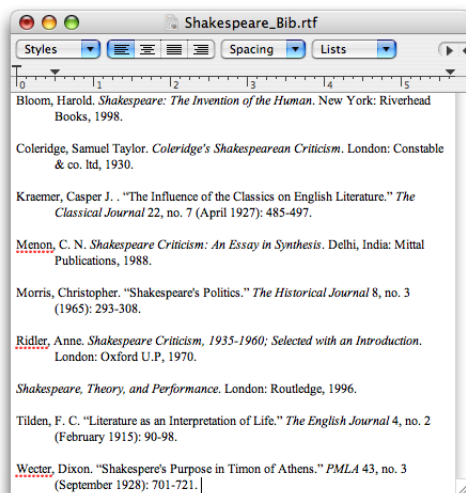 Shakespeare_Bib.rtf
Styles Spacing Lists
0 1 2 3 4 5
Bloom, Harold. Shakespeare: The Invention of the Human. New York: Riverhead
Books, 1998.
Coleridge, Samuel Taylor. Coleridge's Shakespearean Criticism. London: Constable
& co. ltd, 1930.
Kraemer, Casper J. . “The Influence of the Classics on English Literature.” The
Classical Journal 22, no. 7 (April 1927): 485-497.
Menon, C. N. Shakespeare Criticism: An Essay in Synthesis. Delhi, India: Mittal
Publications, 1988.
Morris, Christopher. “Shakespeare's Politics.” The Historical Journal 8, no. 3
(1965): 293-308.
Ridler, Anne. Shakespeare Criticism, 1935-1960; Selected with an Introduction.
London: Oxford U.P, 1970.
Shakespeare, Theory, and Performance. London: Routledge, 1996.
Tilden, F. C. “Literature as an Interpretation of Life.” The English Journal 4, no. 2
(February 1915): 90-98.
Wecter, Dixon. “Shakespere's Purpose in Timon of Athens.” PMLA 43, no. 3
(September 1928): 701-721.